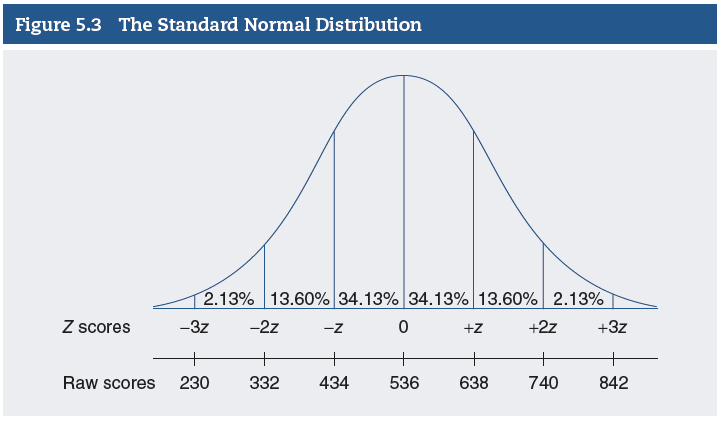 Figure 5.3 The Standard Normal Distribution
2.13% 13.60% 34.13% 34.13% 13.60% 2.13%
Z scores –3z –2z –z 0 +z +2z +3z
Raw scores 230 332 434 536 638 740 842